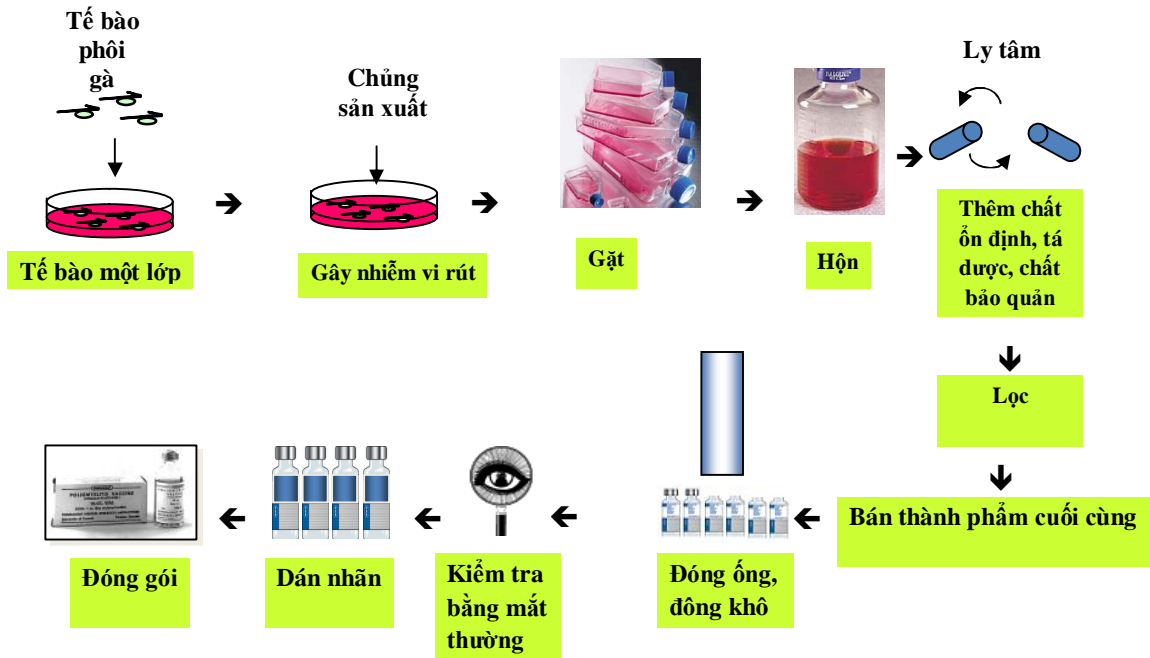 Tế bào
phôi
gà
Tế bào một lớp
Chủng
sản xuất
Gây nhiễm vi rút
Gặt
Hộn
Ly tâm
Thêm chất
ổn định, tá
dược, chất
bảo quản
Lọc
Bán thành phẩm cuối cùng
Đóng ống,
đông khô
Kiểm tra
bằng mắt
thường
Dán nhãn
POLIOMYELITIS VACCINE
Đóng gói